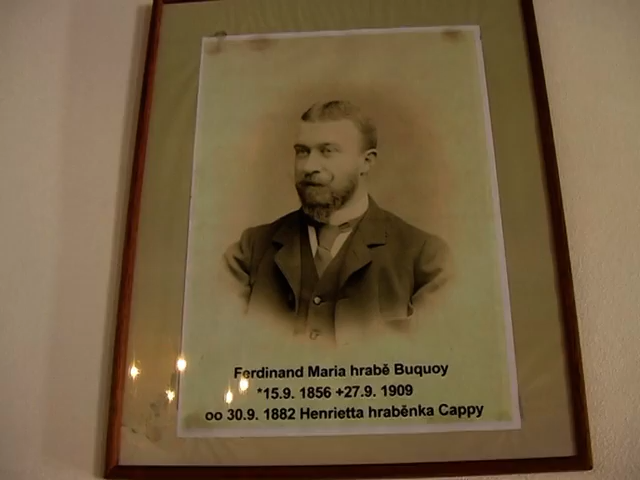 Ferdinand Maria hrabě Buquoy
*15.9. 1856 +27.9. 1909
oo 30.9. 1882 Henrietta hraběnka Cappy